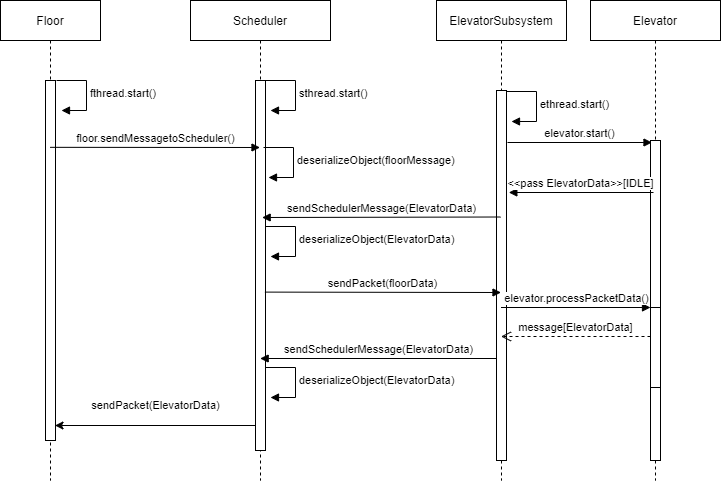 Floor
Scheduler
ElevatorSubsystem
Elevator
fthread.start()
sthread.start()
ethread.start()
elevator.start()
floor.sendMessagetoScheduler()
deserializeObject(floorMessage)
<<pass ElevatorData>>[IDLE]
sendSchedulerMessage(ElevatorData)
deserializeObject(ElevatorData)
sendPacket(floorData)
elevator.processPacketData()
message[ElevatorData]
sendSchedulerMessage(ElevatorData)
deserializeObject(ElevatorData)
sendPacket(ElevatorData)